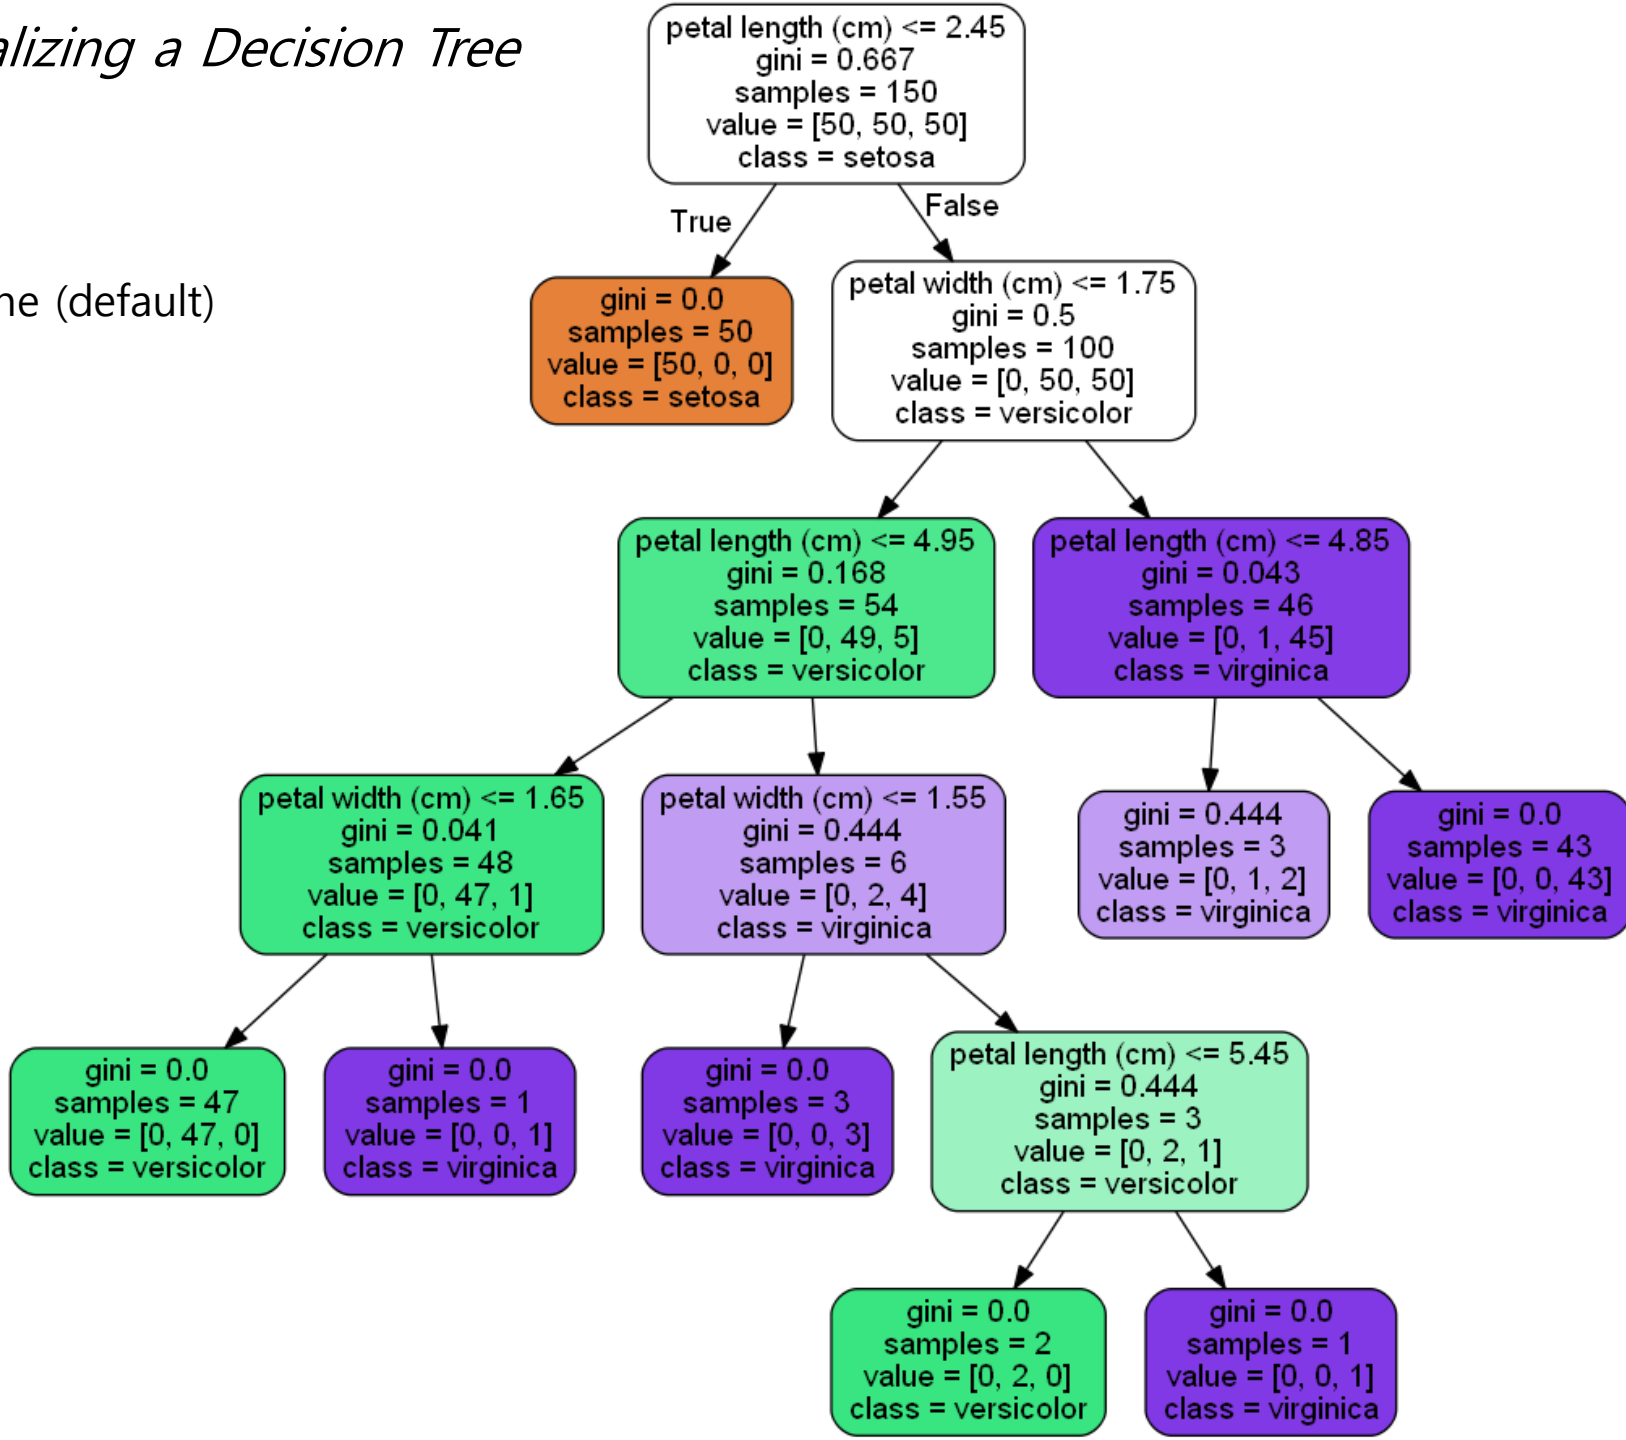 alizing a Decision Tree
ne (default)
petal length (cm) <= 2.45
gini = 0.667
samples = 150
value = [50, 50, 50]
class = setosa
True
False
gini = 0.0
samples = 50
value = [50, 0, 0]
class = setosa
petal width (cm) <= 1.75
gini = 0.5
samples = 100
value = [0, 50, 50]
class = versicolor
petal length (cm) <= 4.95
gini = 0.168
samples = 54
value = [0, 49, 5]
class = versicolor
petal length (cm) <= 4.85
gini = 0.043
samples = 46
value = [0, 1, 45]
class = virginica
petal width (cm) <= 1.65
gini = 0.041
samples = 48
value = [0, 47, 1]
class = versicolor
petal width (cm) <= 1.55
gini = 0.444
samples = 6
value = [0, 2, 4]
class = virginica
gini = 0.444
samples = 3
value = [0, 1, 2]
class = virginica
gini = 0.0
samples = 43
value = [0, 0, 43]
class = virginica
gini = 0.0
samples = 47
value = [0, 47, 0]
class = versicolor
gini = 0.0
samples = 1
value = [0, 0, 1]
class = virginica
gini = 0.0
samples = 3
value = [0, 0, 3]
class = virginica
petal length (cm) <= 5.45
gini = 0.444
samples = 3
value = [0, 2, 1]
class = versicolor
gini = 0.0
samples = 2
value = [0, 2, 0]
class = versicolor
gini = 0.0
samples = 1
value = [0, 0, 1]
class = virginica